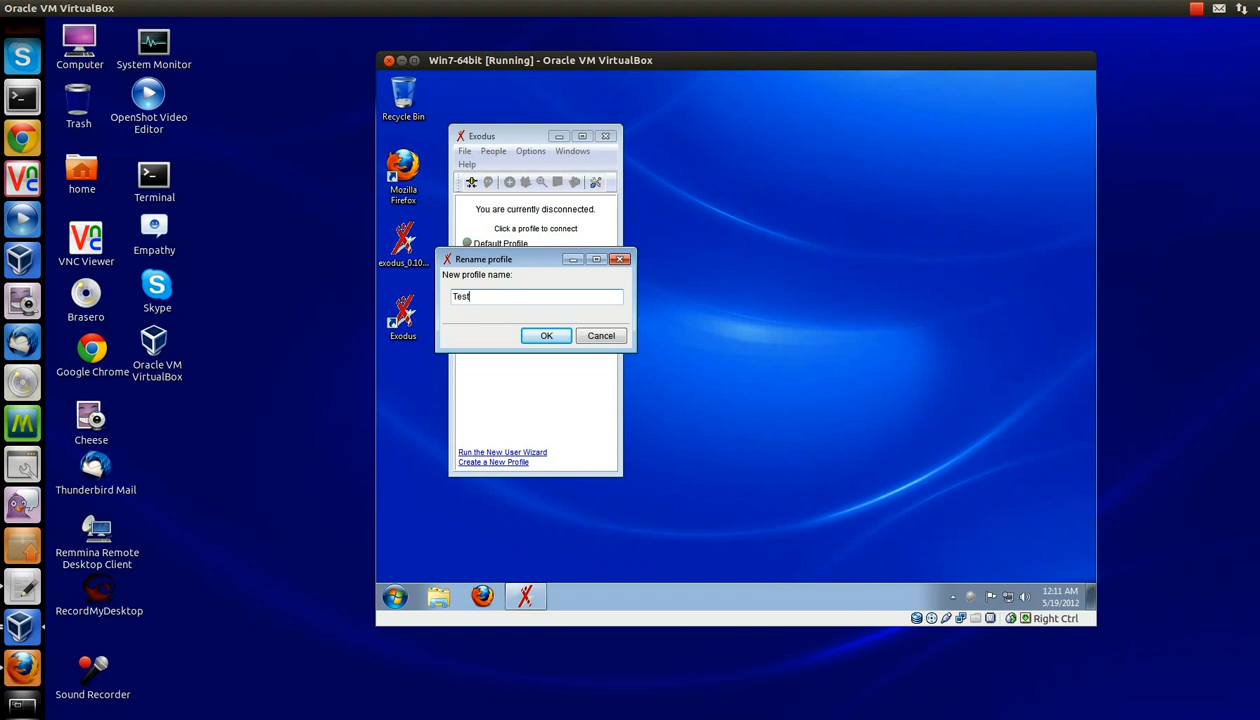 Oracle VM VirtualBox
Computer
System Monitor
Trash
OpenShot Video
Editor
home
Terminal
VNC Viewer
Empathy
Brasero
Skype
Google Chrome
Oracle VM
VirtualBox
Cheese
Thunderbird Mail
Remmina Remote
Desktop Client
RecordMyDesktop
Sound Recorder
Win7-64bit [Running] - Oracle VM VirtualBox
Recycle Bin
Mozilla
Firefox
exodus_0.10...
Exodus
Exodus
File People Options Windows
Help
You are currently disconnected.
Click a profile to connect
Default Profile
Rename profile
New profile name:
Test
OK Cancel
Run the New User Wizard
Create a New Profile
12:11 AM
5/19/2012
Right Ctrl